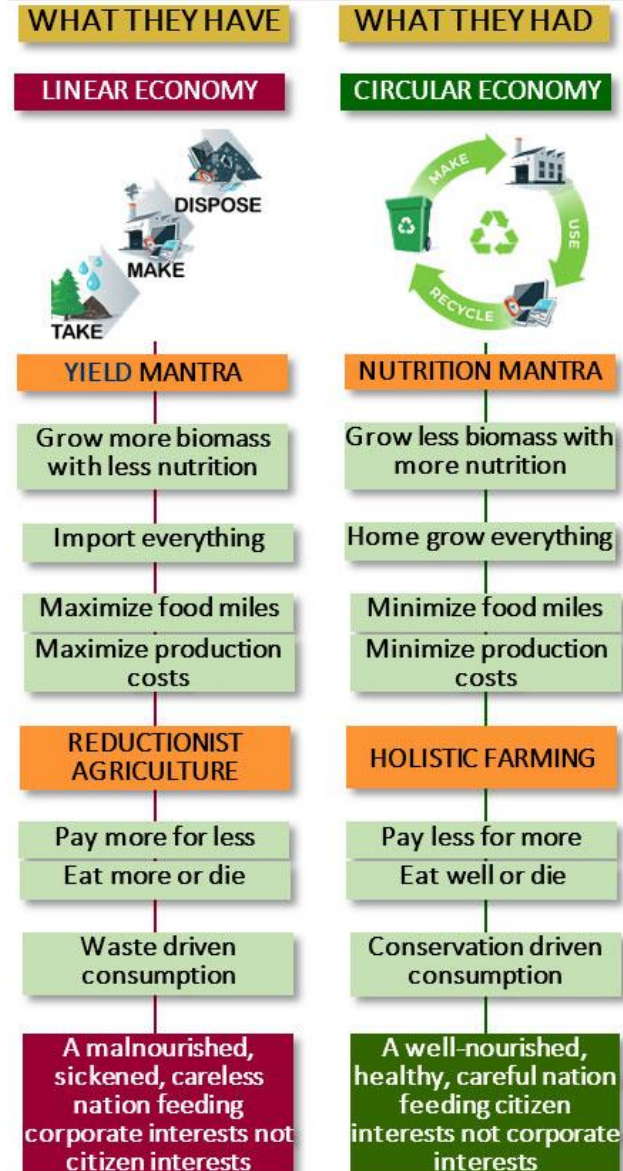 WHAT THEY HAVE
LINEAR ECONOMY
DISPOSE
MAKE
TAKE
YIELD MANTRA
Grow more biomass
with less nutrition
Import everything
Maximize food miles
Maximize production
costs
REDUCTIONIST
AGRICULTURE
Pay more for less
Eat more or die
Waste driven
consumption
A malnourished,
sickened, careless
nation feeding
corporate interests not
citizen interests
WHAT THEY HAD
CIRCULAR ECONOMY
MAKE
USE
RECYCLE
NUTRITION MANTRA
Grow less biomass with
more nutrition
Home grow everything
Minimize food miles
Minimize production
costs
HOLISTIC FARMING
Pay less for more
Eat well or die
Conservation driven
consumption
A well-nourished,
healthy, careful nation
feeding citizen
interests not corporate
interests